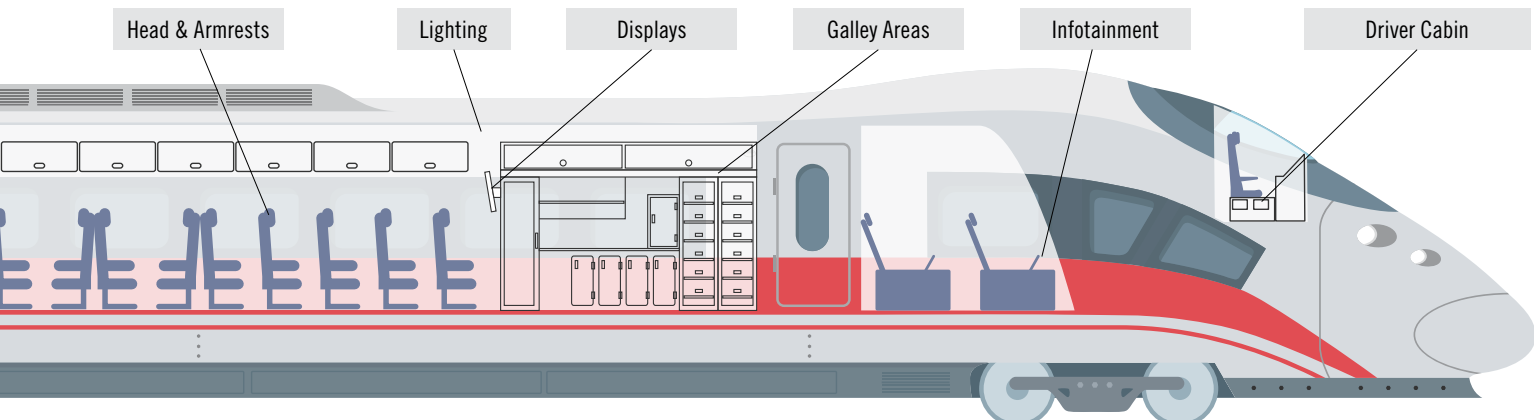 Head & Armrests
Lighting
Displays
Galley Areas
Infotainment
Driver Cabin